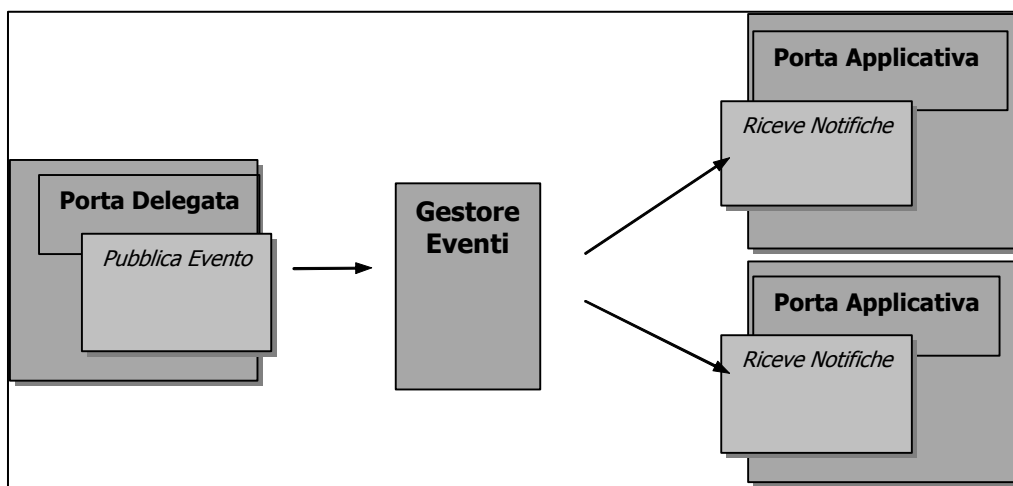 Porta Delegata
Pubblica Evento
Gestore
Eventi
Porta Applicativa
Riceve Notifiche
Porta Applicativa
Riceve Notifiche